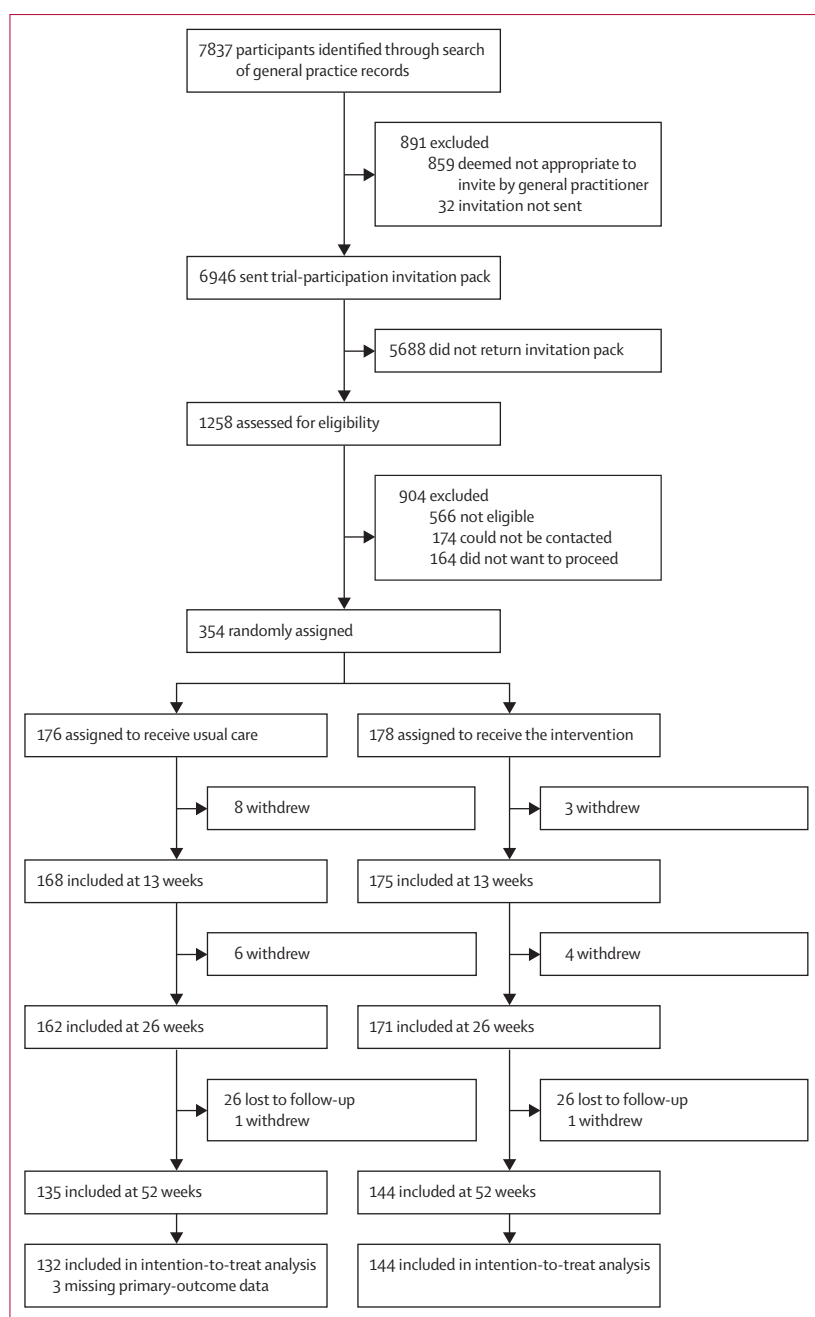 7837 participants identified through search
of general practice records
891 excluded
859 deemed not appropriate to
invite by general practitioner
32 invitation not sent
6946 sent trial-participation invitation pack
5688 did not return invitation pack
1258 assessed for eligibility
904 excluded
566 not eligible
174 could not be contacted
164 did not want to proceed
354 randomly assigned
176 assigned to receive usual care
178 assigned to receive the intervention
8 withdrew
3 withdrew
168 included at 13 weeks
175 included at 13 weeks
6 withdrew
4 withdrew
162 included at 26 weeks
171 included at 26 weeks
26 lost to follow-up
1 withdrew
26 lost to follow-up
1 withdrew
135 included at 52 weeks
144 included at 52 weeks
132 included in intention-to-treat analysis
3 missing primary-outcome data
144 included in intention-to-treat analysis